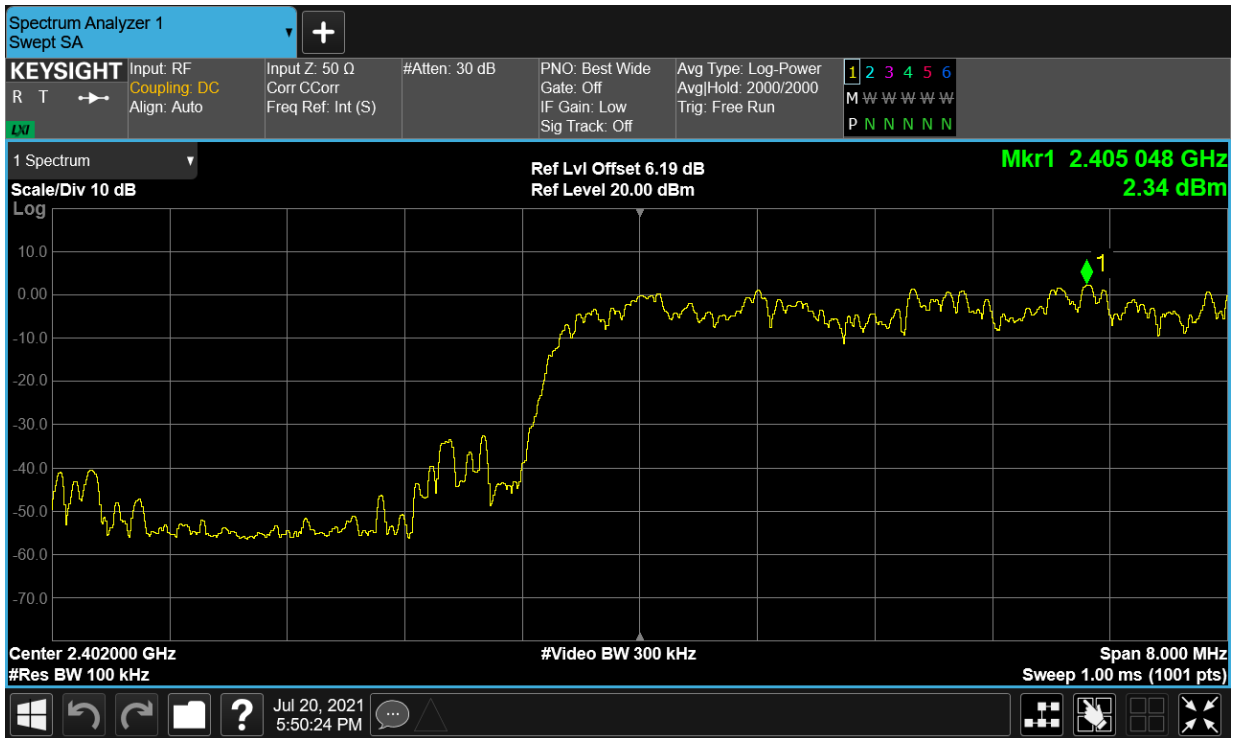 Spectrum Analyzer 1
Swept SA
KEYSIGHT
R T
LXI
Input: RF
Coupling: DC
Align: Auto
Input Z: 50 Ω
Corr CCorr
Freq Ref: Int (S)
#Atten: 30 dB
PNO: Best Wide
Gate: Off
IF Gain: Low
Sig Track: Off
Avg Type: Log-Power
Avg|Hold: 2000/2000
Trig: Free Run
1 2 3 4 5 6
M W W W W W
P N N N N N
1 Spectrum
Scale/Div 10 dB
Log
Ref Lvl Offset 6.19 dB
Ref Level 20.00 dBm
Mkr1 2.405 048 GHz
2.34 dBm
10.0
0.00
-10.0
-20.0
-30.0
-40.0
-50.0
-60.0
-70.0
1
Center 2.402000 GHz
#Res BW 100 kHz
#Video BW 300 kHz
Span 8.000 MHz
Sweep 1.00 ms (1001 pts)
?
Jul 20, 2021
5:50:24 PM